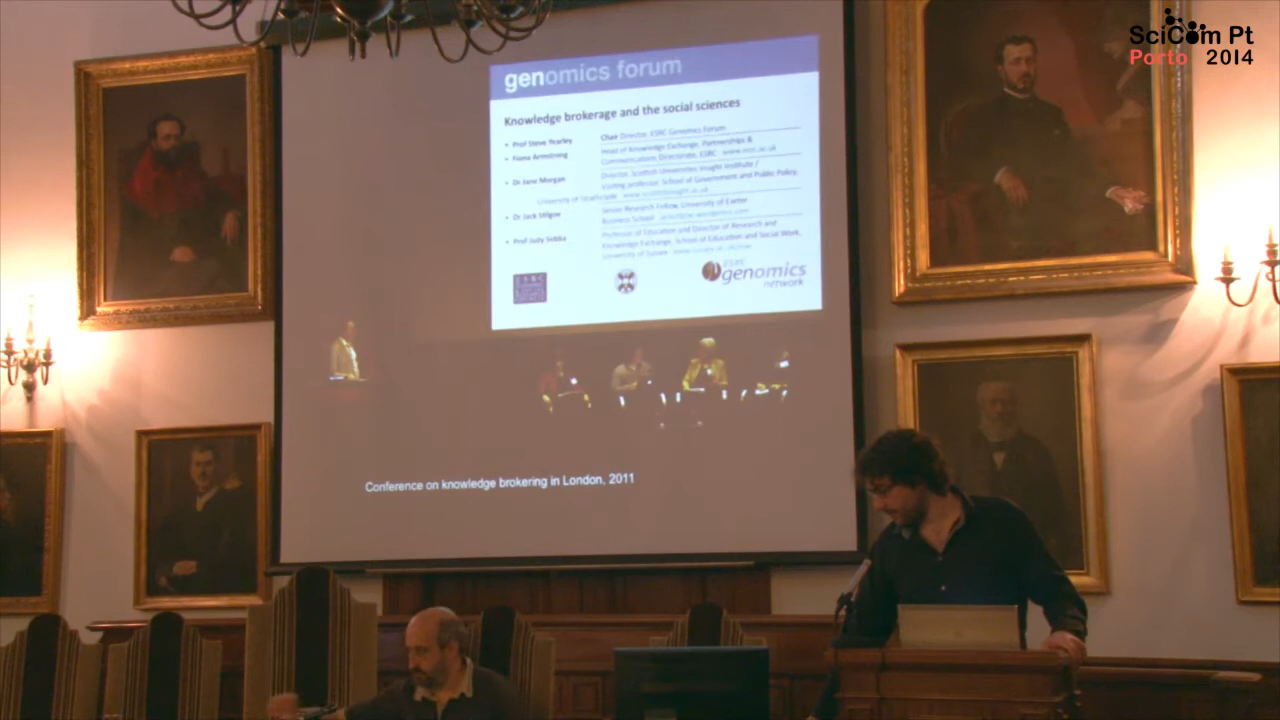 SciCom Pt
Porto 2014
genomics forum
Knowledge brokerage and the social sciences
• Prof Steve Yearley Chair Director, ESRC Genomics Forum
• Fiona Armstrong Head of Knowledge Exchange, Partnerships &
Communications Directorate, ESRC
• Dr Jane Morgan Director, Scottish Universities Insight Institute /
Visiting professor, School of Government and Public Policy,
University of Strathclyde
• Dr Jack Stilgoe Senior Research Fellow, University of Exeter
Business School
• Prof Judy Sebba Professor of Education and Director of Research and
Knowledge Exchange, School of Education and Social Work,
University of Sussex
E S R C
ESRC
genomics
network
Conference on knowledge brokering in London, 2011